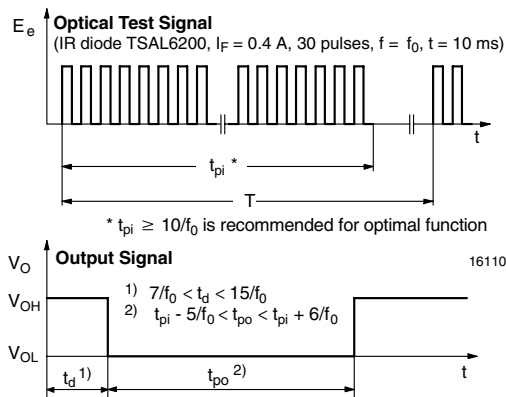 E_e Optical Test Signal
(IR diode TSAL6200, I_F = 0.4 A, 30 pulses, f = f_0, t = 10 ms)
t
t_pi *
T
* t_pi ≥ 10/f_0 is recommended for optimal function
V_O Output Signal 16110
V_OH
1) 7/f_0 < t_d < 15/f_0
2) t_pi - 5/f_0 < t_po < t_pi + 6/f_0
V_OL
t_d 1) t_po 2) t